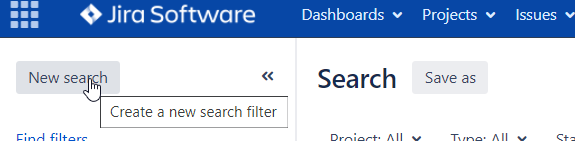 Jira Software Dashboards Projects Issues
New search « Search Save as
Create a new search filter
Find filters Project: All Type: All Sta